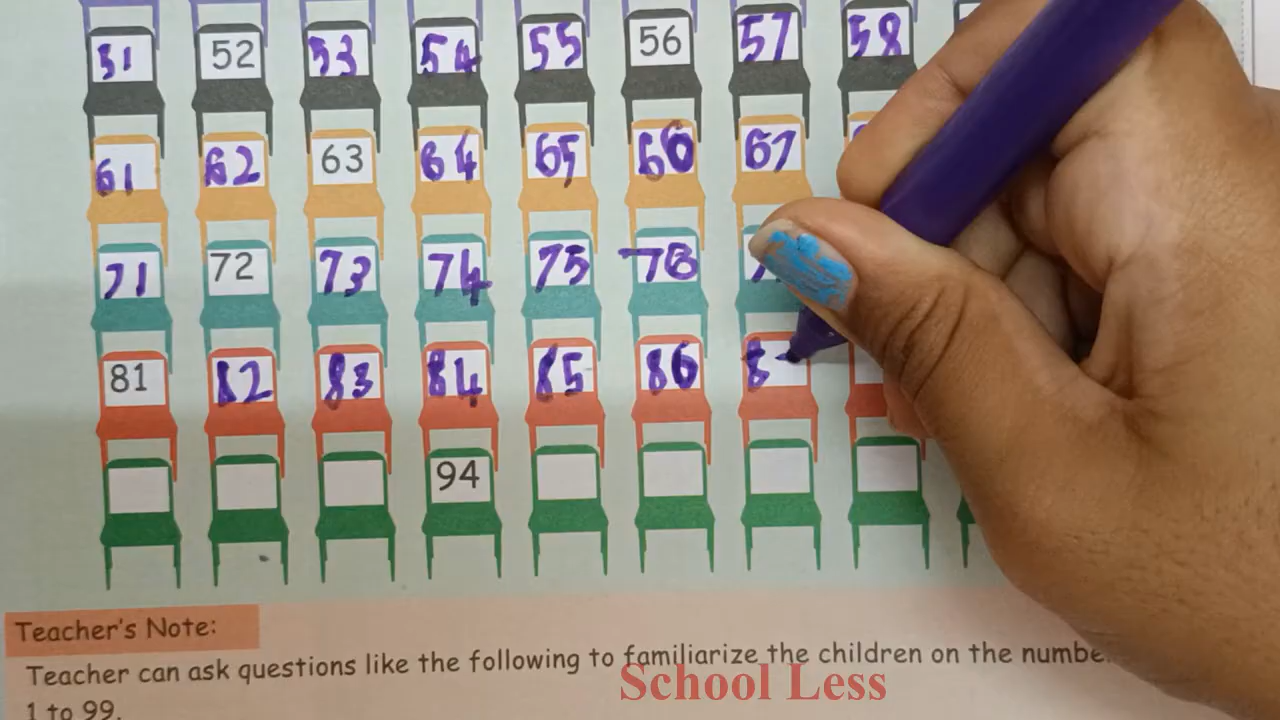 51 52 53 54 55 56 57 58
61 62 63 64 65 66 67
71 72 73 74 75 76
81 82 83 84 85 86 8
94
Teacher's Note:
Teacher can ask questions like the following to familiarize the children on the
1 to 99.
School Less